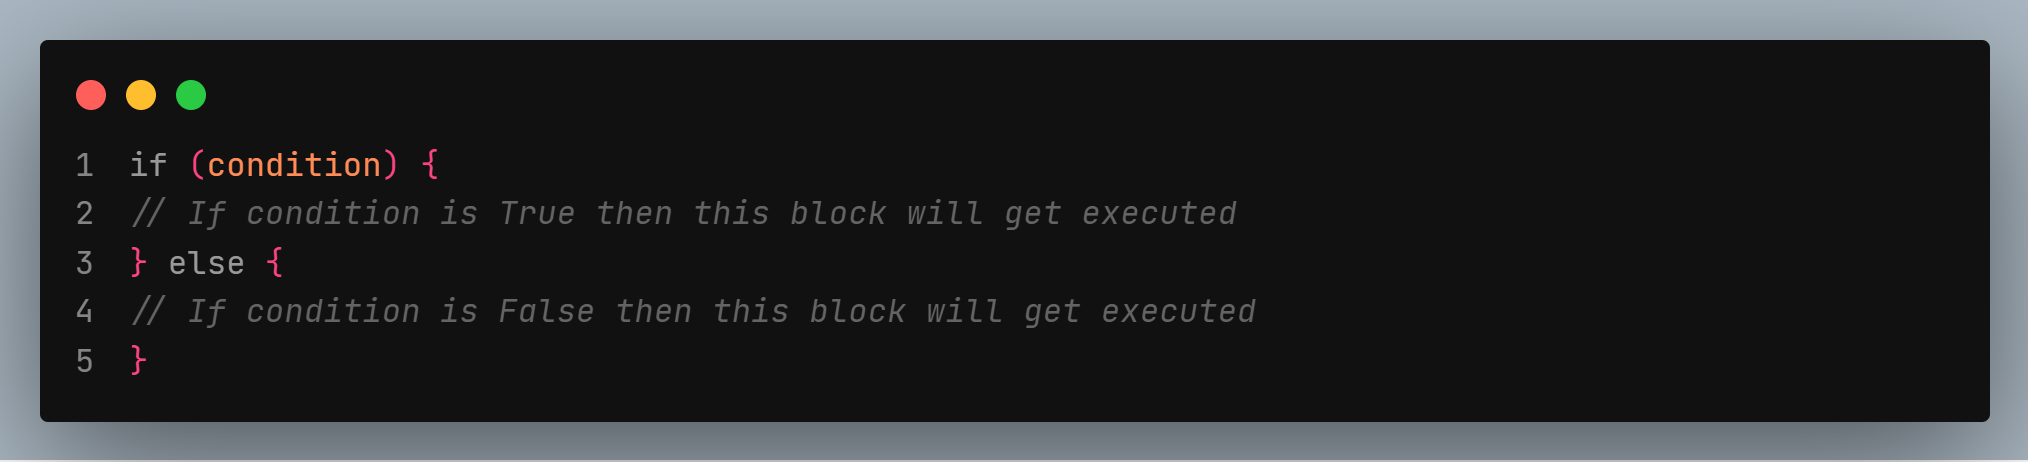 1 if (condition) {
2 // If condition is True then this block will get executed
3 } else {
4 // If condition is False then this block will get executed
5 }